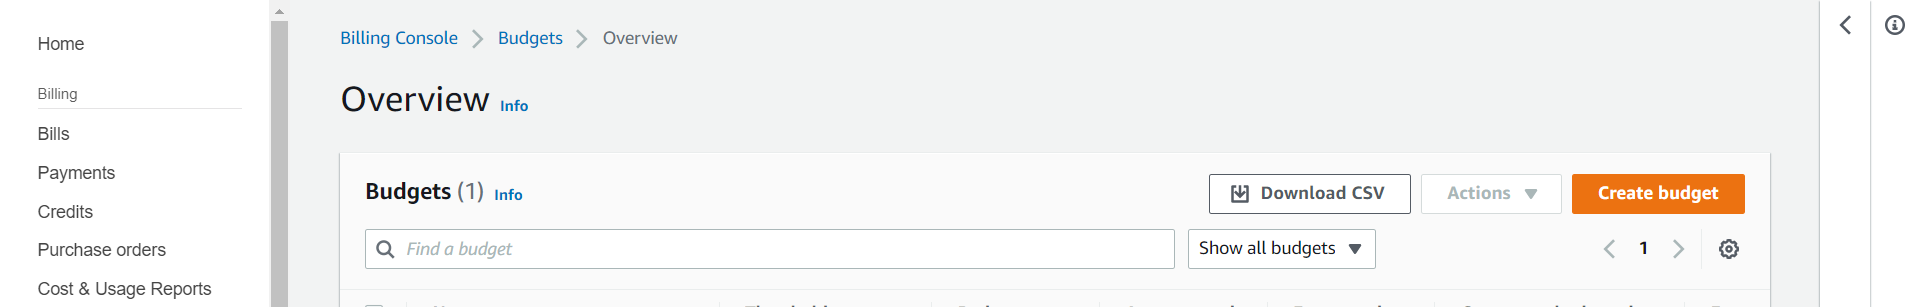 Home
Billing
Bills
Payments
Credits
Purchase orders
Cost & Usage Reports
Billing Console Budgets Overview
Overview Info
Budgets (1) Info
Download CSV Actions Create budget
Find a budget Show all budgets 1